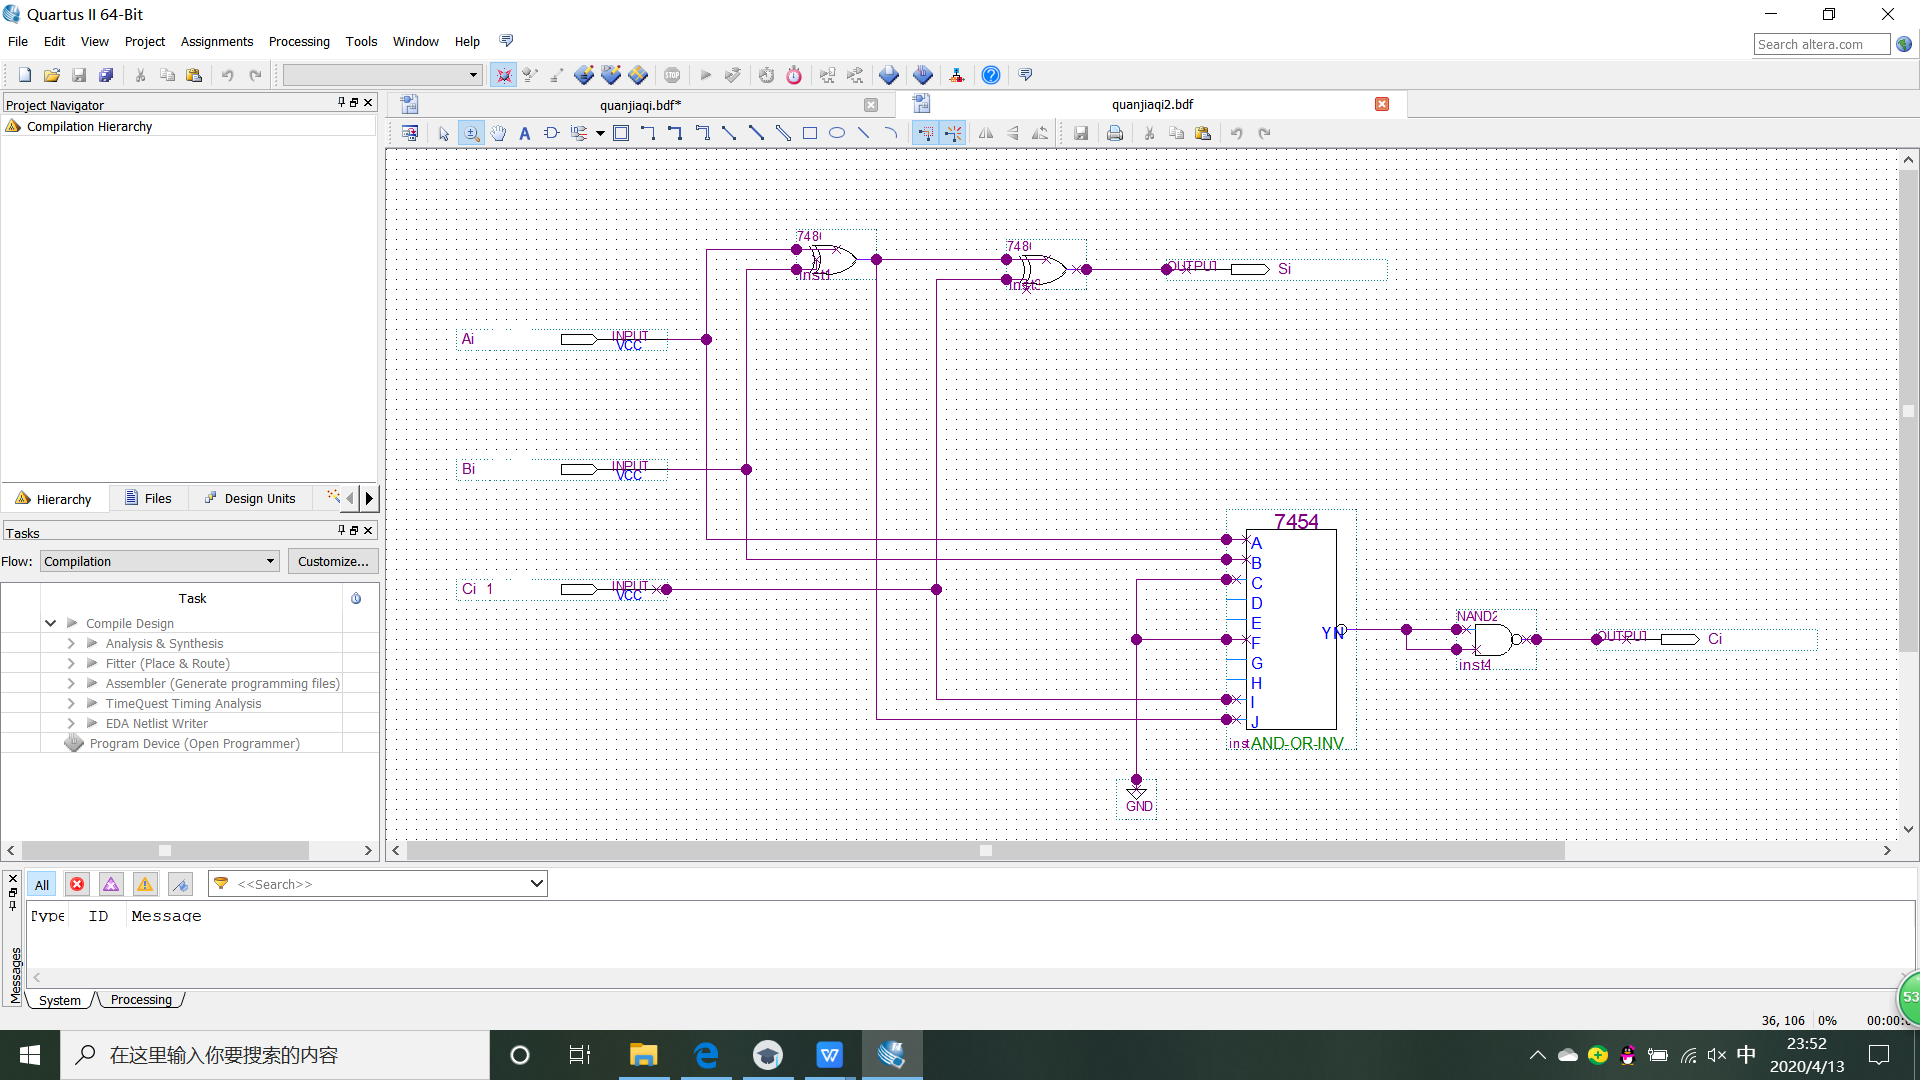 Quartus II 64-Bit
File Edit View Project Assignments Processing Tools Window Help
Search altera.com
Project Navigator
Compilation Hierarchy
Hierarchy Files Design Units
Tasks
Flow: Compilation Customize...
Task
Compile Design
Analysis & Synthesis
Fitter (Place & Route)
Assembler (Generate programming files)
TimeQuest Timing Analysis
EDA Netlist Writer
Program Device (Open Programmer)
quanjiaqi.bdf*
quanjiaqi2.bdf
748
inst1
748
inst
OUTPUT Si
Ai INPUT
VCC
Bi INPUT
VCC
Ci 1 INPUT
VCC
7454
A
B
C
D
E
F
G
H
I
J
YN
inst AND-OR-INV
GND
NAND2
inst4
OUTPUT Ci
All <<Search>>
Type ID Message
Messages
System Processing
36, 106 0% 00:00:
53
在这里输入你要搜索的内容
中
23:52
2020/4/13